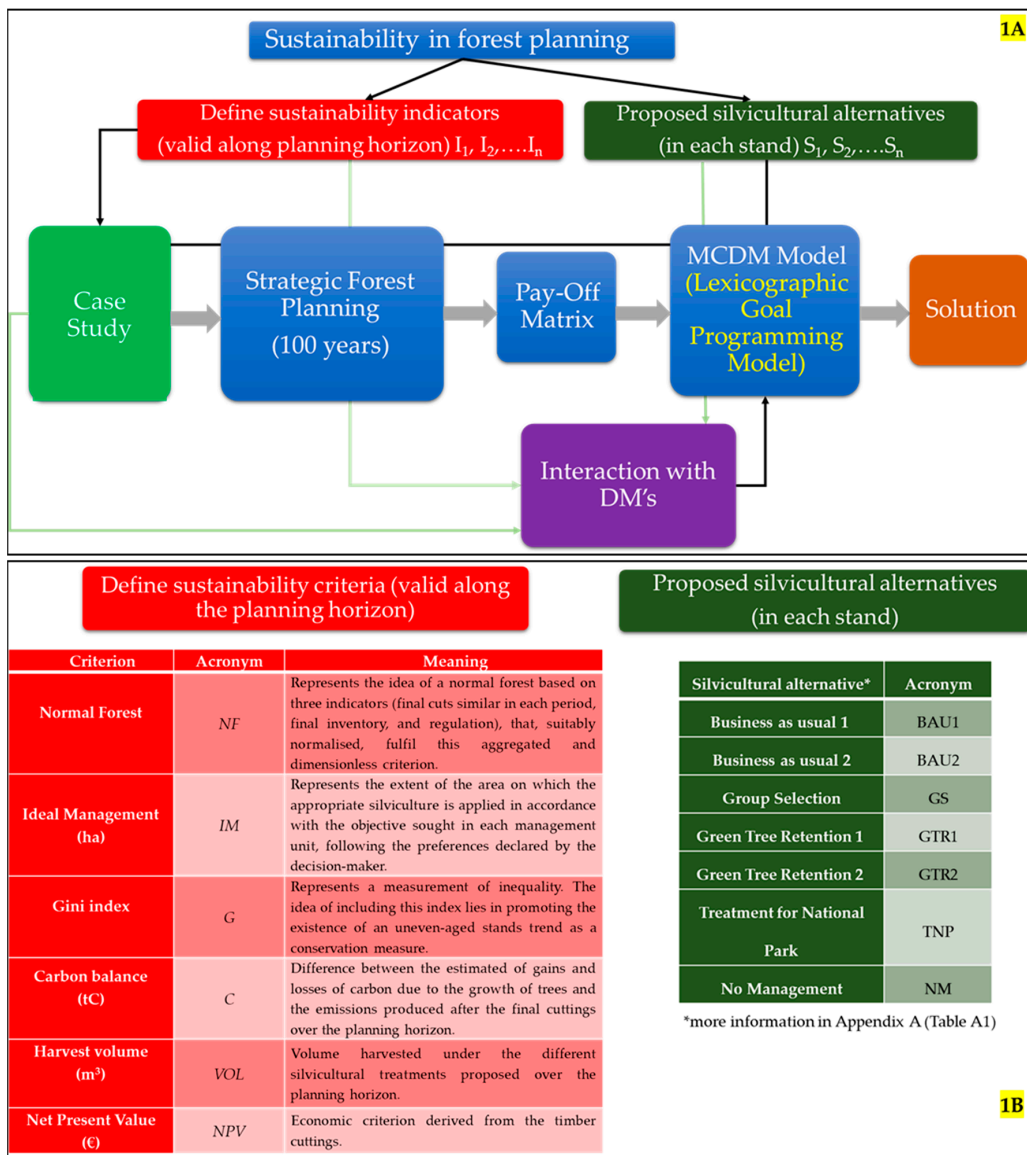 1A
Sustainability in forest planning
Define sustainability indicators
(valid along planning horizon) I1, I2,….In
Proposed silvicultural alternatives
(in each stand) S1, S2,….Sn
Case
Study
Strategic Forest
Planning
(100 years)
Pay-Off
Matrix
MCDM Model
(Lexicographic
Goal
Programming
Model)
Solution
Interaction with
DM's
Define sustainability criteria (valid along
the planning horizon)
Criterion Acronym Meaning
Normal Forest
NF
Represents the idea of a normal forest based on
three indicators (final cuts similar in each period,
final inventory, and regulation), that, suitably
normalised, fulfil this aggregated and
dimensionless criterion.
Ideal Management
(ha)
IM
Represents the extent of the area on which the
appropriate silviculture is applied in accordance
with the objective sought in each management
unit, following the preferences declared by the
decision-maker.
Gini index
G
Represents a measurement of inequality. The
idea of including this index lies in promoting the
existence of an uneven-aged stands trend as a
conservation measure.
Carbon balance
(tC)
C
Difference between the estimated of gains and
losses of carbon due to the growth of trees and
the emissions produced after the final cuttings
over the planning horizon.
Harvest volume
(m³)
VOL
Volume harvested under the different
silvicultural treatments proposed over the
planning horizon.
Net Present Value
(€)
NPV
Economic criterion derived from the timber
cuttings.
Proposed silvicultural alternatives
(in each stand)
Silvicultural alternative* Acronym
Business as usual 1 BAU1
Business as usual 2 BAU2
Group Selection GS
Green Tree Retention 1 GTR1
Green Tree Retention 2 GTR2
Treatment for National
Park
TNP
No Management NM
*more information in Appendix A (Table A1)
1B